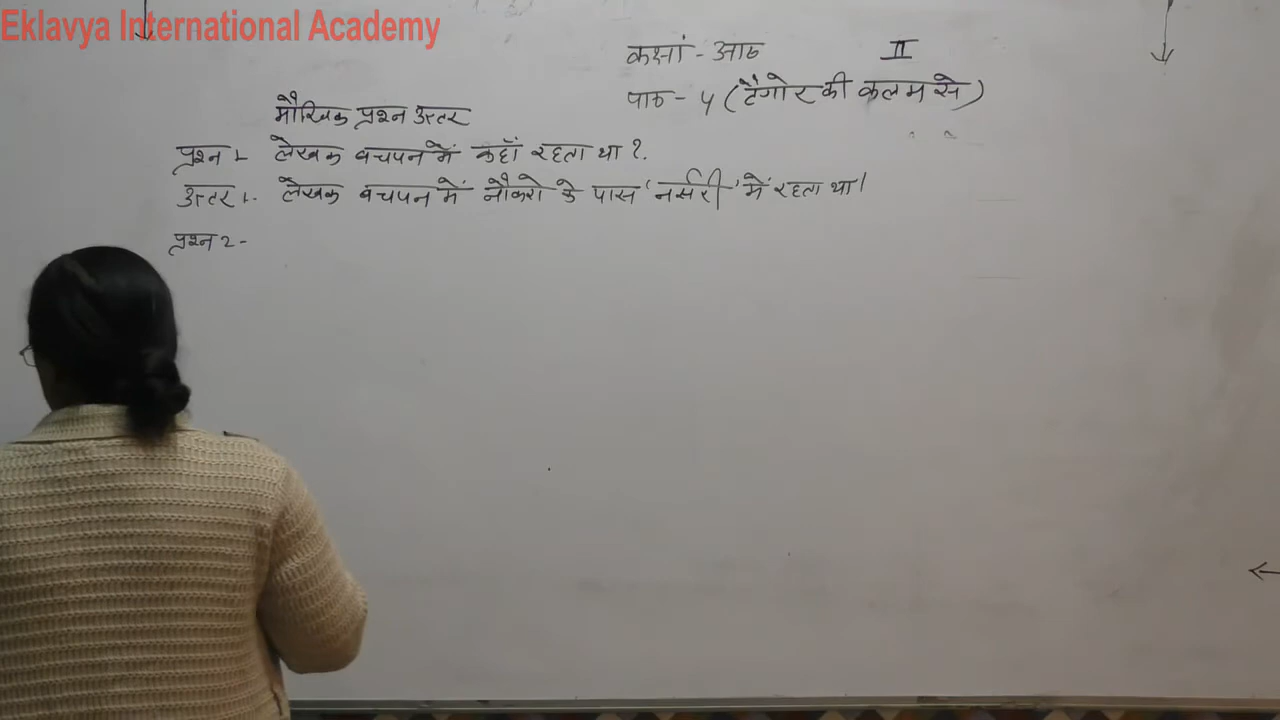 Eklavya International Academy
कक्षां - आठ II
पाठ - 5 (टैगोर की कलम से)
मौखिक प्रश्न उत्तर
प्रश्न 1- लेखक बचपन में कहाँ रहता था ?.
उत्तर 1- लेखक बचपन में नौकरो के पास 'नर्सरी' में रहता था।
प्रश्न 2-